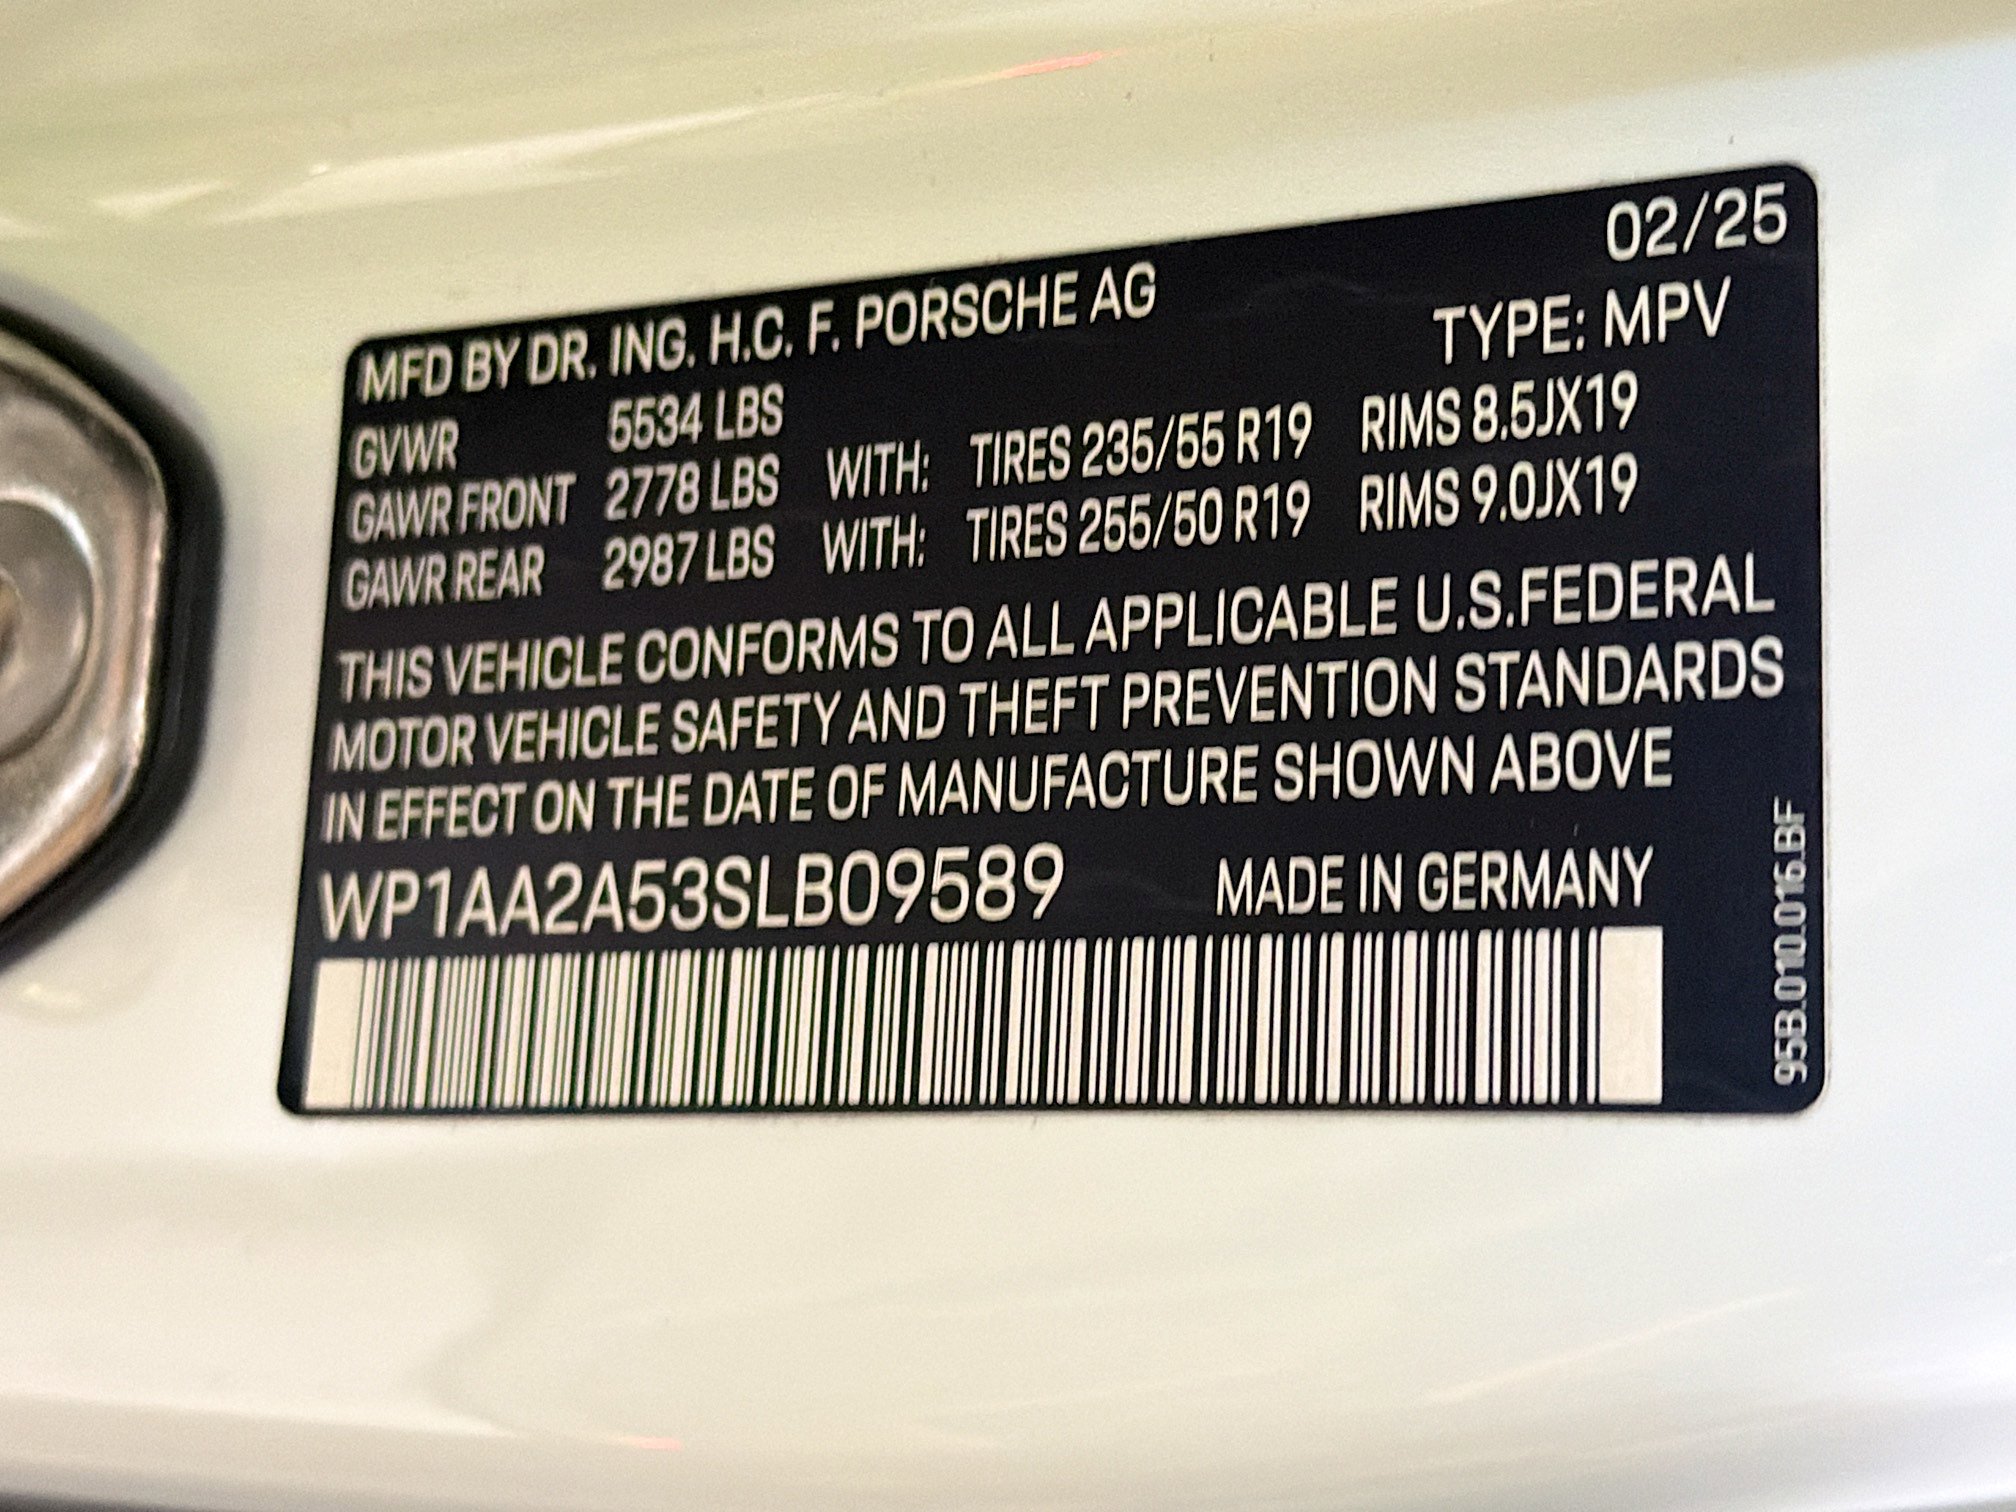 02/25
MFD BY DR. ING. H.C. F. PORSCHE AG
TYPE: MPV
GVWR 5534 LBS
GAWR FRONT 2778 LBS WITH: TIRES 235/55 R19 RIMS 8.5JX19
GAWR REAR 2987 LBS WITH: TIRES 255/50 R19 RIMS 9.0JX19
THIS VEHICLE CONFORMS TO ALL APPLICABLE U.S.FEDERAL
MOTOR VEHICLE SAFETY AND THEFT PREVENTION STANDARDS
IN EFFECT ON THE DATE OF MANUFACTURE SHOWN ABOVE
WP1AA2A53SLB09589 MADE IN GERMANY
95B.010.016.BF